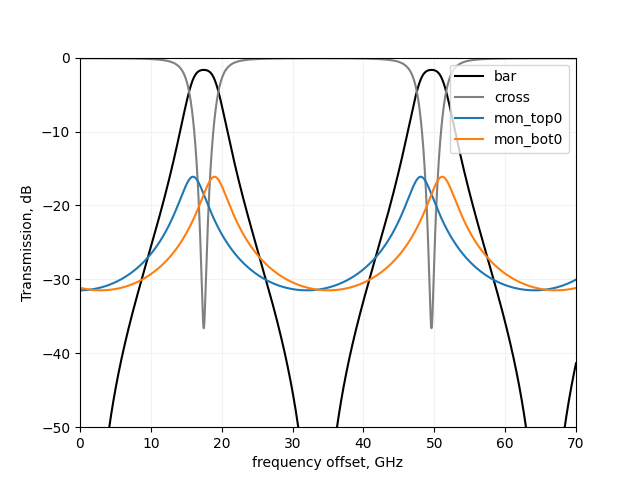 0
−10
−20
−30
−40
−50
Transmission, dB
0 10 20 30 40 50 60 70
frequency offset, GHz
bar
cross
mon_top0
mon_bot0